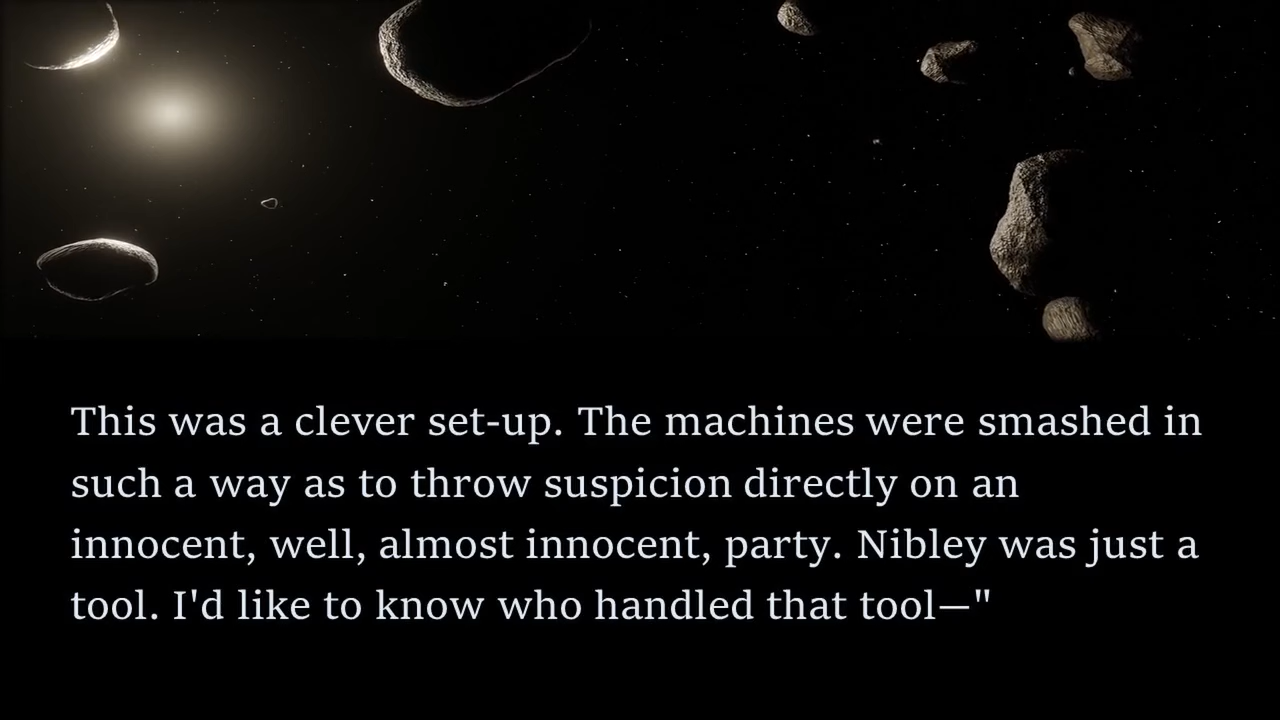 This was a clever set-up. The machines were smashed in
such a way as to throw suspicion directly on an
innocent, well, almost innocent, party. Nibley was just a
tool. I'd like to know who handled that tool—"